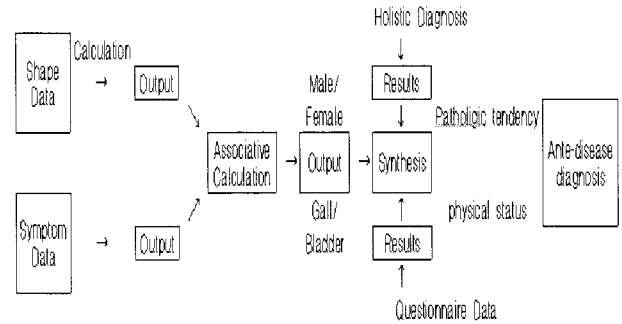 Holistic Diagnosis
Shape
Data
Calculation
→
Output
Male/
Female
Results
Pathologic tendency
Associative
Calculation
→
Output
→
Synthesis
Ante-disease
diagnosis
Gall/
Bladder
physical status
Symptom
Data
→
Output
Results
Questionnaire Data